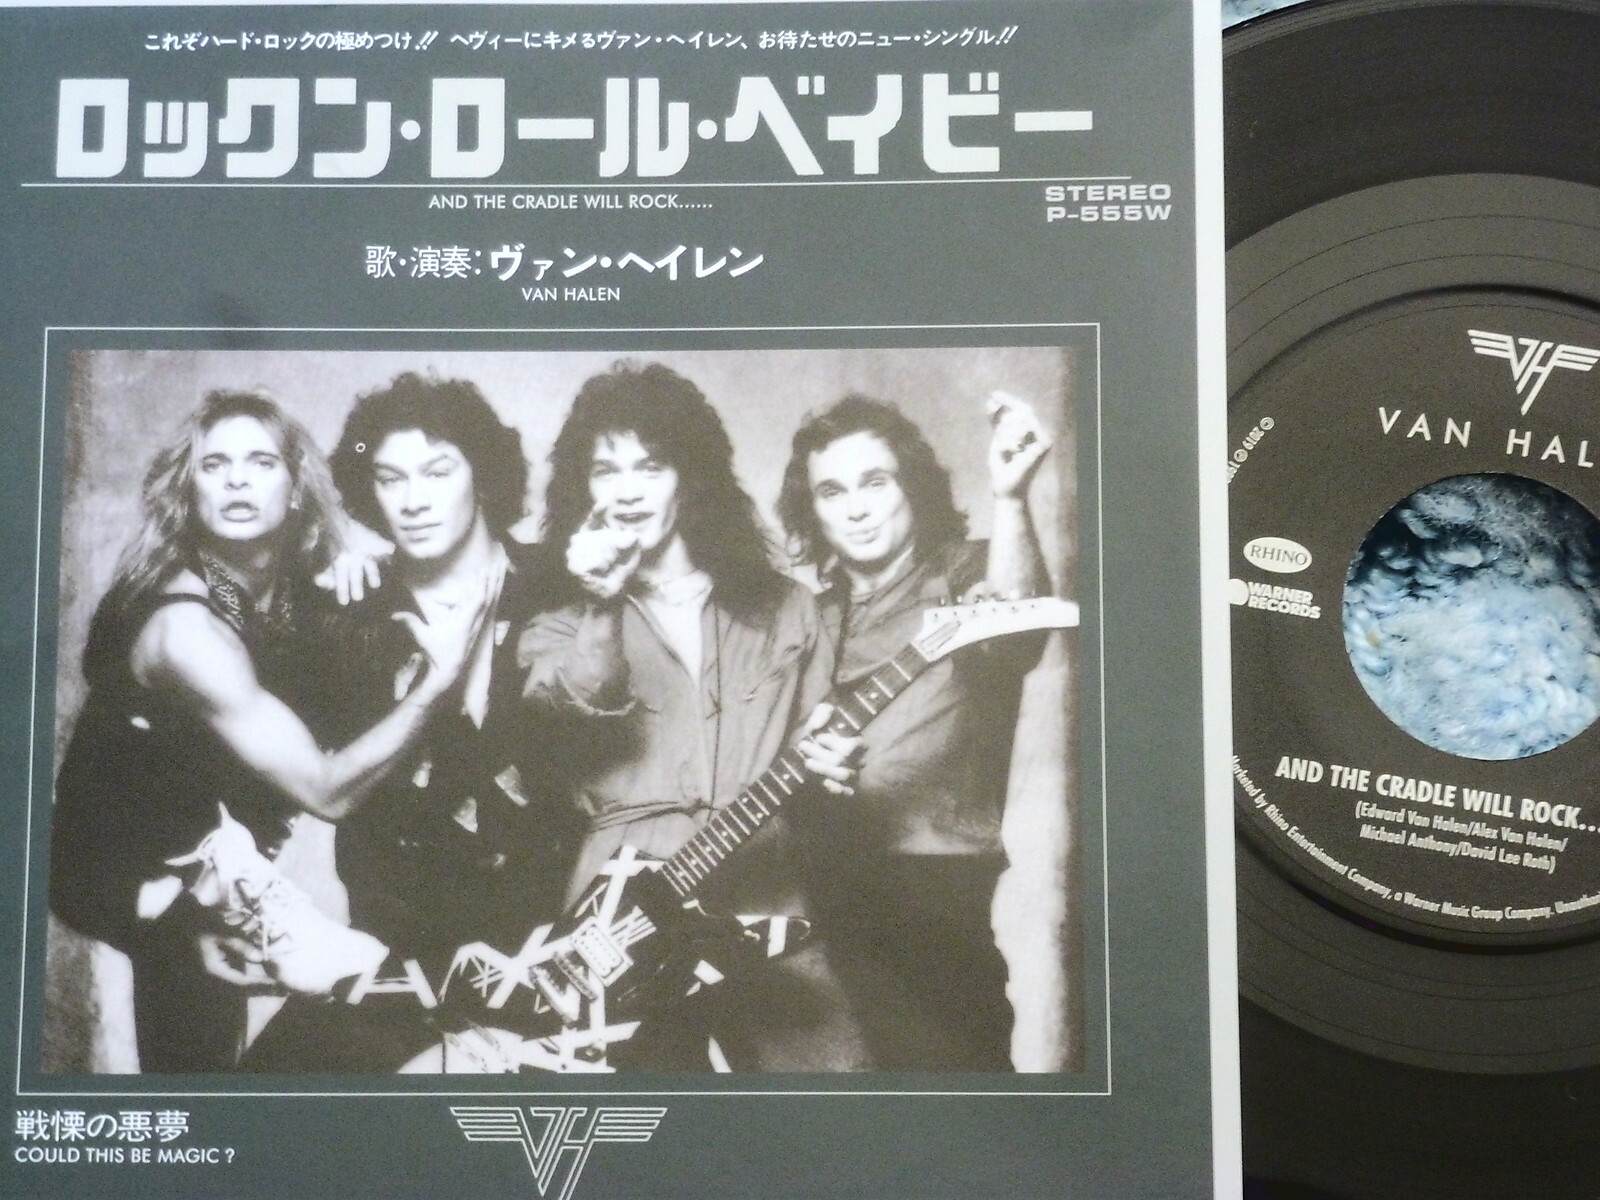 これぞハード・ロックの極めつけ!! ヘヴィーにキメるヴァン・ヘイレン、お待たせのニュー・シングル!!
ロックン・ロール・ベイビー
AND THE CRADLE WILL ROCK......
STEREO
P-555W
歌・演奏:ヴァン・ヘイレン
VAN HALEN
戦慄の悪夢
COULD THIS BE MAGIC ?
VH
VH
VAN HAL
℗ 2019 ©
RHINO
WARNER
RECORDS
AND THE CRADLE WILL ROCK...
(Edward Van Halen/Alex Van Halen/
Michael Anthony/David Lee Roth)
Marketed by Rhino Entertainment Company, a Warner Music Group Company.